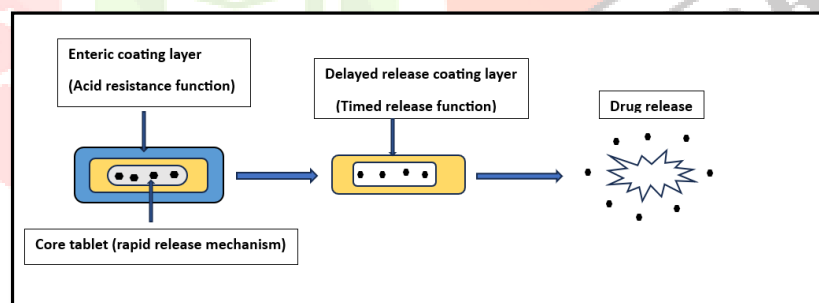 Enteric coating layer
(Acid resistance function)
Delayed release coating layer
(Timed release function)
Drug release
Core tablet (rapid release mechanism)